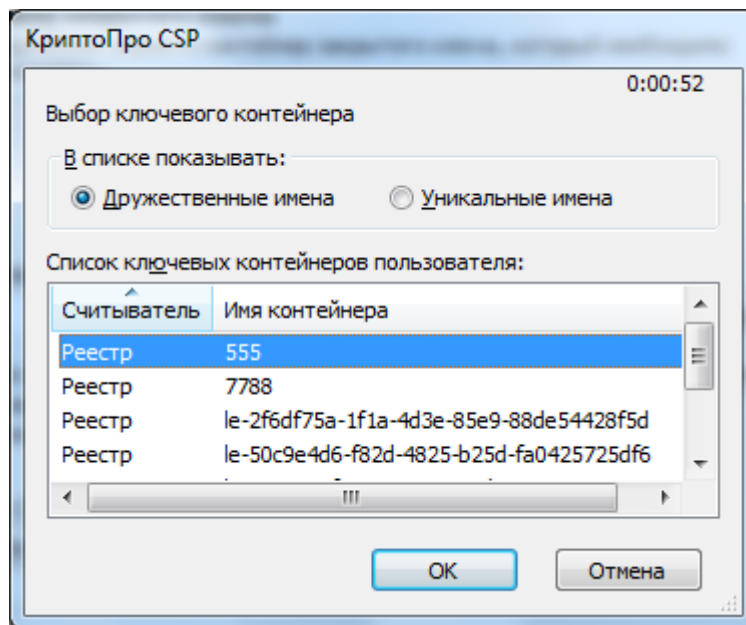 КриптоПро CSP
0:00:52
Выбор ключевого контейнера
В списке показывать:
Дружественные имена Уникальные имена
Список ключевых контейнеров пользователя:
Считыватель Имя контейнера
Реестр 555
Реестр 7788
Реестр le-2f6df75a-1f1a-4d3e-85e9-88de54428f5d
Реестр le-50c9e4d6-f82d-4825-b25d-fa0425725df6
OK Отмена